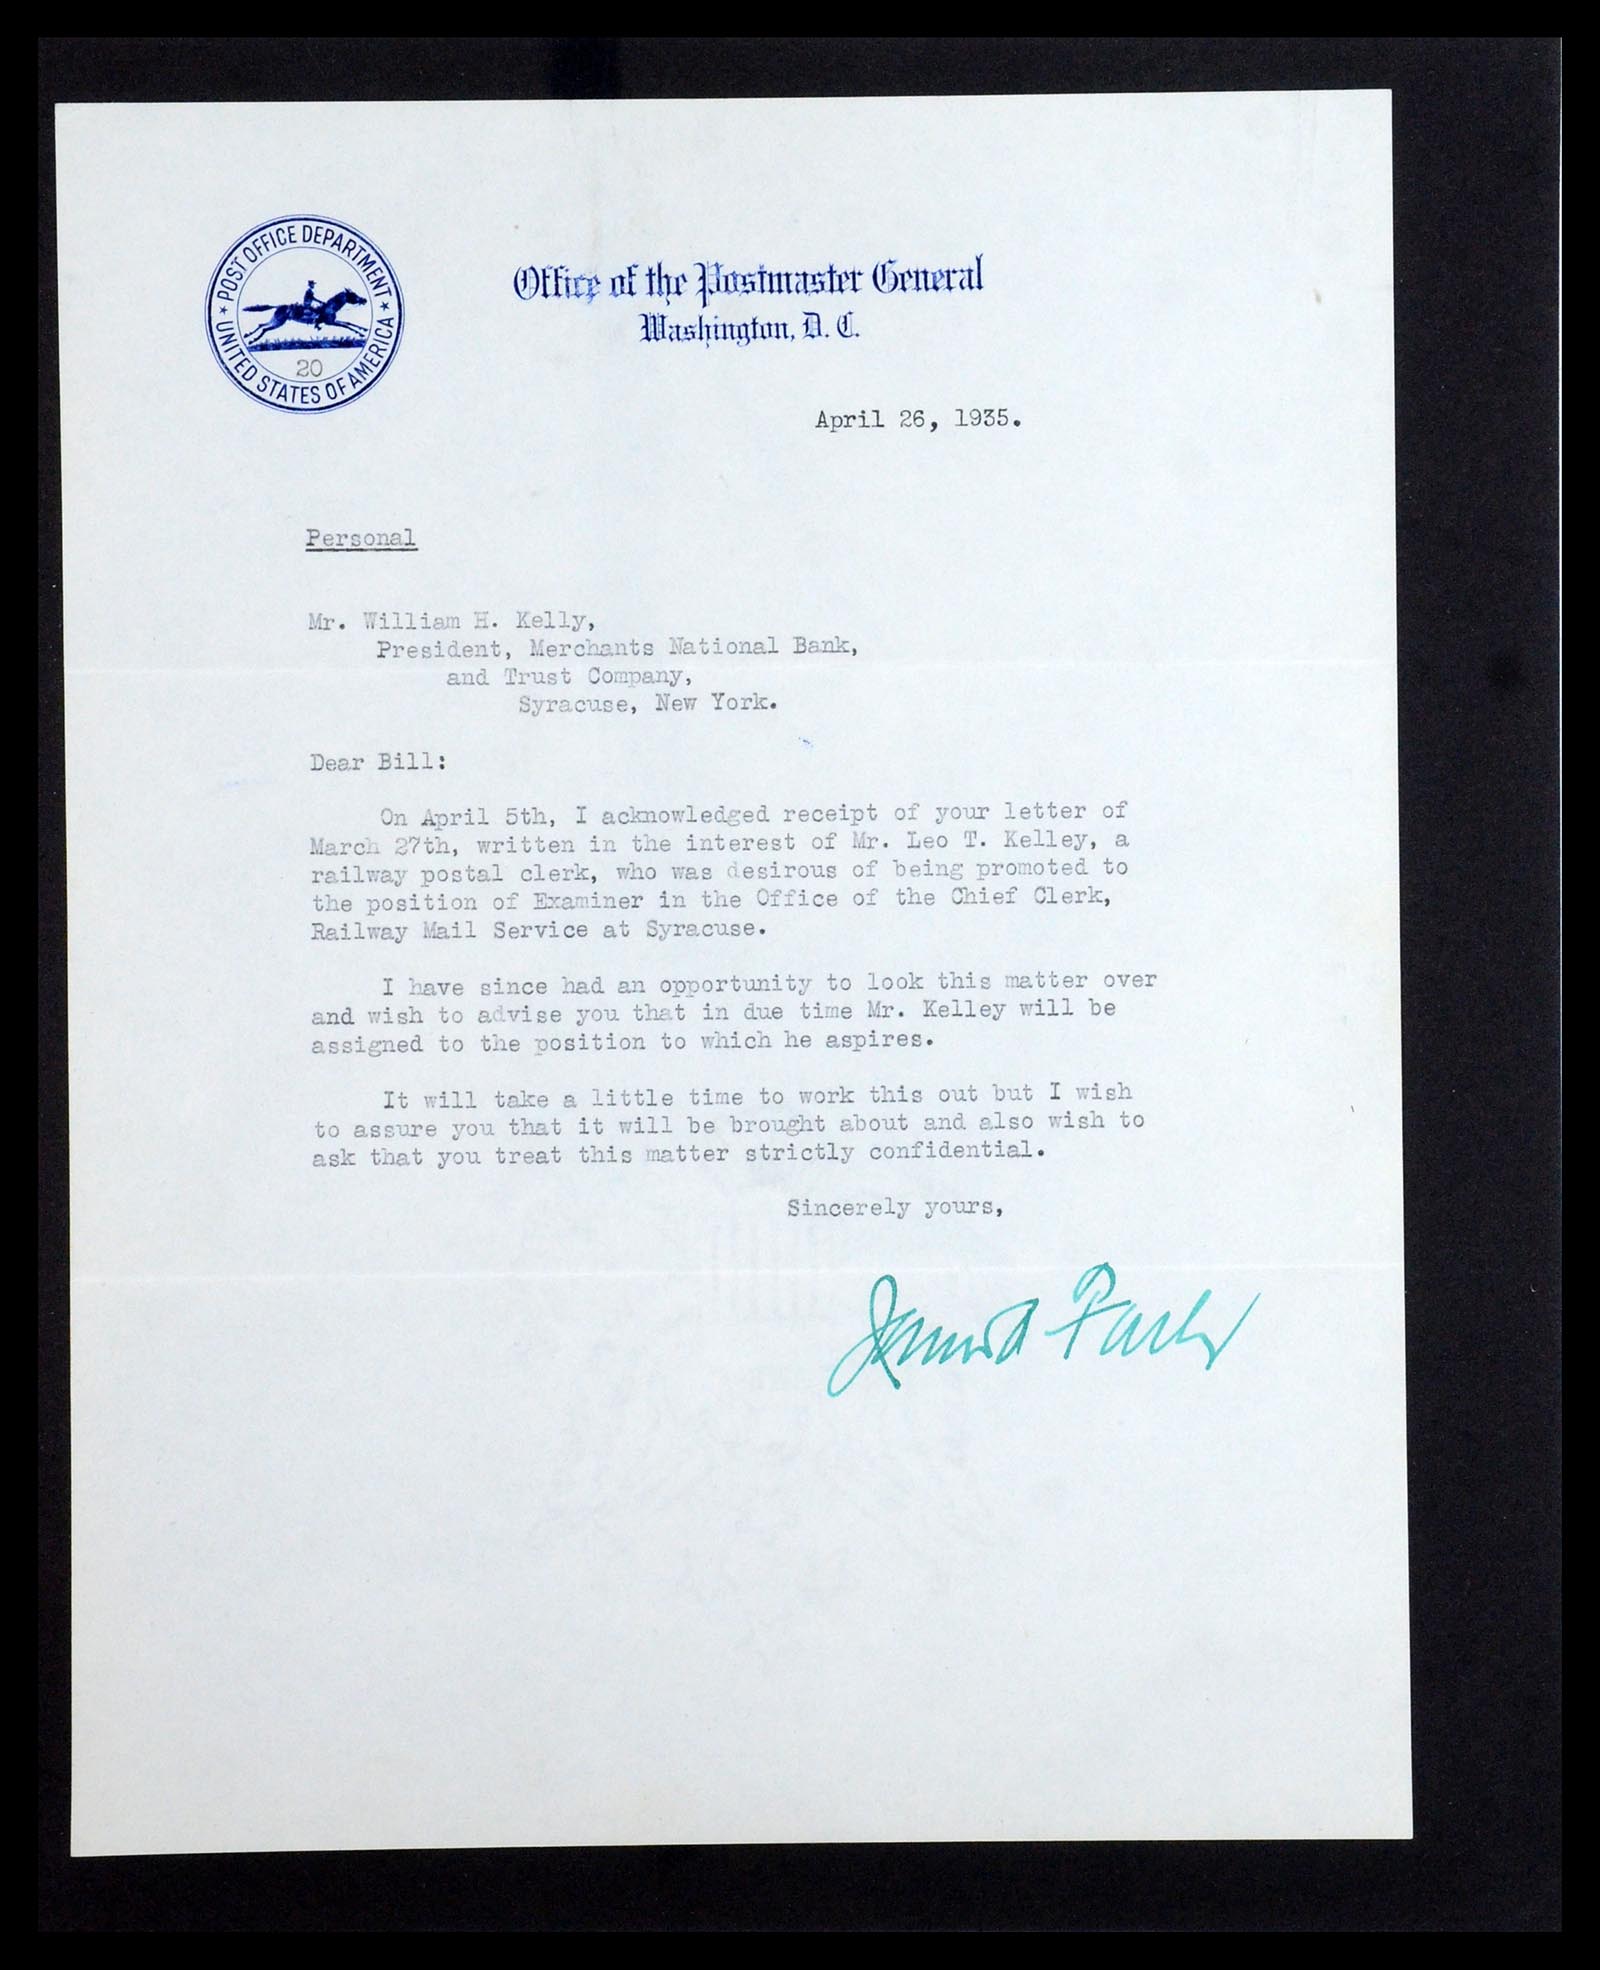 POST OFFICE DEPARTMENT
UNITED STATES OF AMERICA
20
Office of the Postmaster General
Washington, D. C.
April 26, 1935.
Personal
Mr. William H. Kelly,
President, Merchants National Bank,
and Trust Company,
Syracuse, New York.
Dear Bill:
On April 5th, I acknowledged receipt of your letter of
March 27th, written in the interest of Mr. Leo T. Kelley, a
railway postal clerk, who was desirous of being promoted to
the position of Examiner in the Office of the Chief Clerk,
Railway Mail Service at Syracuse.
I have since had an opportunity to look this matter over
and wish to advise you that in due time Mr. Kelley will be
assigned to the position to which he aspires.
It will take a little time to work this out but I wish
to assure you that it will be brought about and also wish to
ask that you treat this matter strictly confidential.
Sincerely yours,
James A Farley